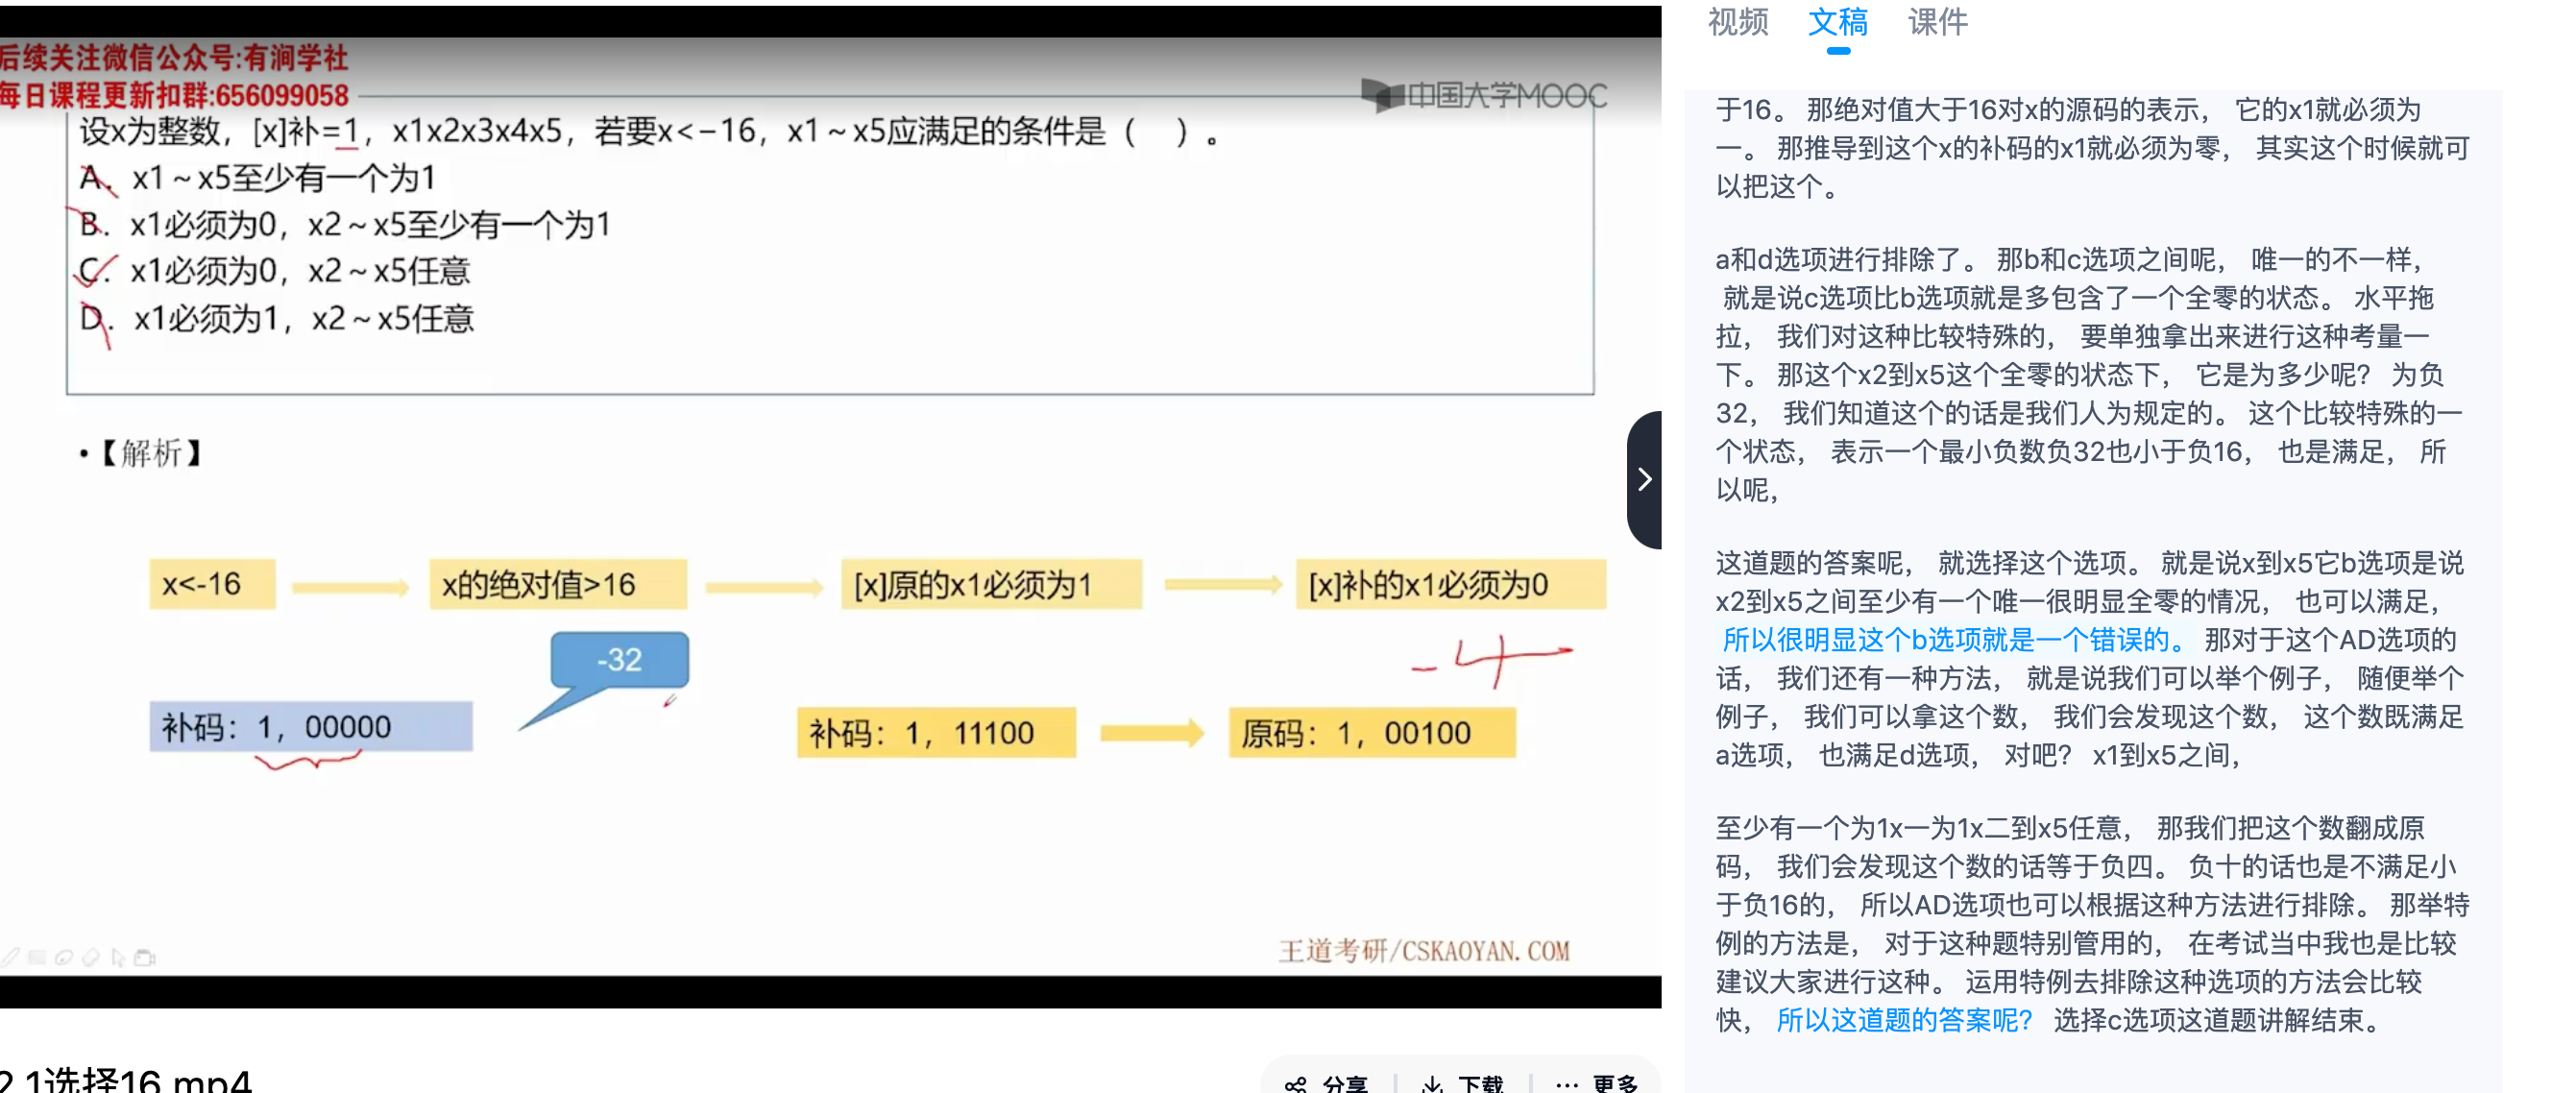 后续关注微信公众号:有涧学社
每日课程更新扣群:656099058
中国大学MOOC
设x为整数，[x]补=1，x1x2x3x4x5，若要x<-16，x1~x5应满足的条件是（ ）。
A. x1~x5至少有一个为1
B. x1必须为0，x2~x5至少有一个为1
C. x1必须为0，x2~x5任意
D. x1必须为1，x2~x5任意
•【解析】
x<-16
x的绝对值>16
[x]原的x1必须为1
[x]补的x1必须为0
-32
-4
补码：1，00000
补码：1，11100
原码：1，00100
王道考研/CSKAOYAN.COM
2.1选择16.mp4
分享
下载
更多
视频
文稿
课件
于16。 那绝对值大于16对x的源码的表示， 它的x1就必须为
一。 那推导到这个x的补码的x1就必须为零， 其实这个时候就可
以把这个。
a和d选项进行排除了。 那b和c选项之间呢， 唯一的不一样，
就是说c选项比b选项就是多包含了一个全零的状态。 水平拖
拉， 我们对这种比较特殊的， 要单独拿出来进行这种考量一
下。 那这个x2到x5这个全零的状态下， 它是为多少呢？ 为负
32， 我们知道这个的话是我们人为规定的。 这个比较特殊的一
个状态， 表示一个最小负数负32也小于负16， 也是满足， 所
以呢，
这道题的答案呢， 就选择这个选项。 就是说x到x5它b选项是说
x2到x5之间至少有一个唯一很明显全零的情况， 也可以满足，
所以很明显这个b选项就是一个错误的。 那对于这个AD选项的
话， 我们还有一种方法， 就是说我们可以举个例子， 随便举个
例子， 我们可以拿这个数， 我们会发现这个数， 这个数既满足
a选项， 也满足d选项， 对吧？ x1到x5之间，
至少有一个为1x一为1x二到x5任意， 那我们把这个数翻成原
码， 我们会发现这个数的话等于负四。 负十的话也是不满足小
于负16的， 所以AD选项也可以根据这种方法进行排除。 那举特
例的方法是， 对于这种题特别管用的， 在考试当中我也是比较
建议大家进行这种。 运用特例去排除这种选项的方法会比较
快， 所以这道题的答案呢？ 选择c选项这道题讲解结束。